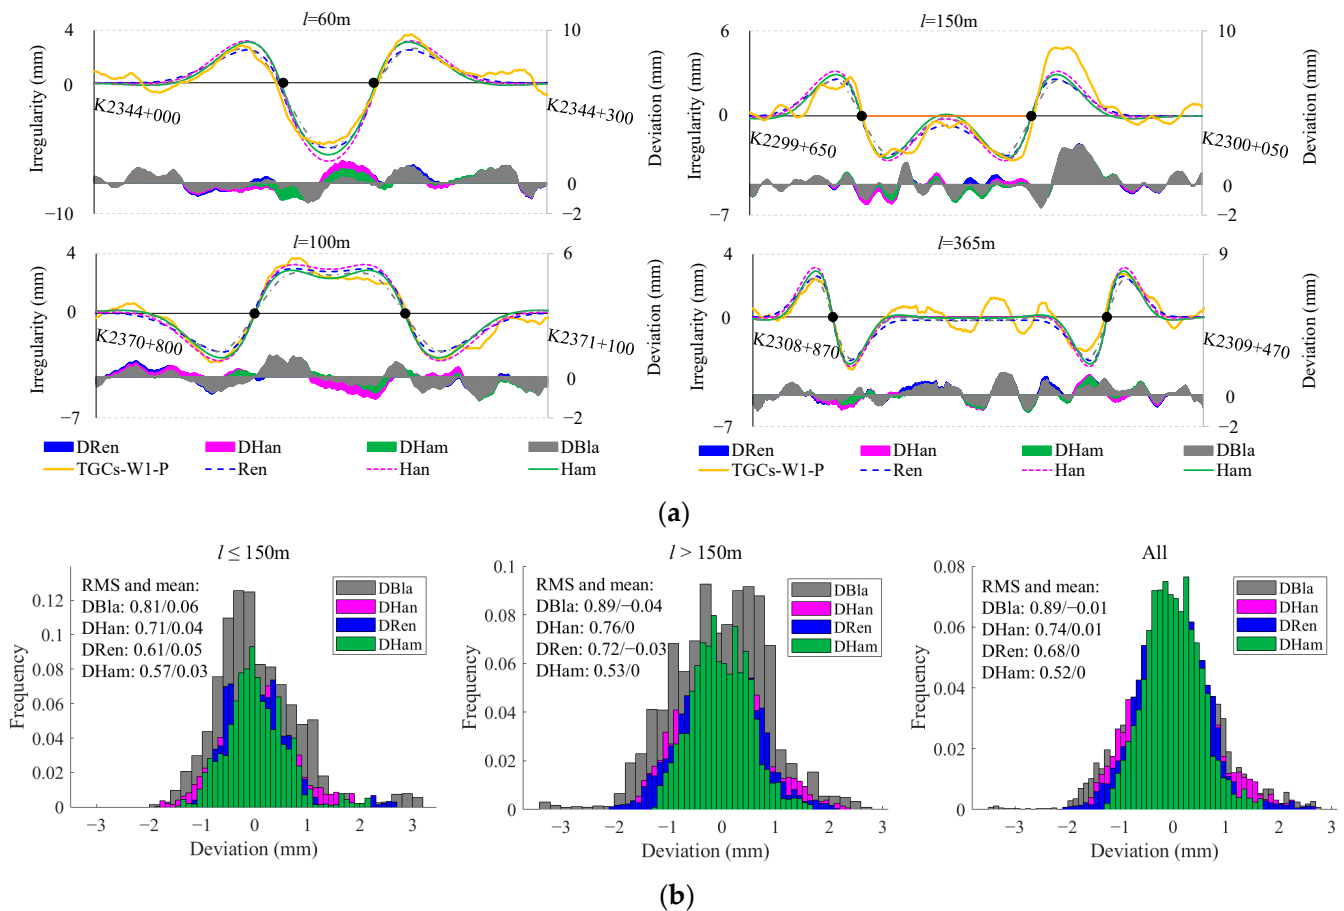 l=60m
4
0
−10
Irregularity (mm)
K2344+000
K2344+300
10
0
−2
Deviation (mm)
l=150m
6
0
−7
Irregularity (mm)
K2299+650
K2300+050
10
0
−2
Deviation (mm)
l=100m
4
0
−7
Irregularity (mm)
K2370+800
K2371+100
6
0
−2
Deviation (mm)
l=365m
4
0
−7
Irregularity (mm)
K2308+870
K2309+470
9
0
−2
Deviation (mm)
DRen DHan DHam DBla
TGCs-W1-P Ren Han Ham
DRen DHan DHam DBla
TGCs-W1-P Ren Han Ham
(a)
l ≤ 150m
RMS and mean:
DBla: 0.81/0.06
DHan: 0.71/0.04
DRen: 0.61/0.05
DHam: 0.57/0.03
DBla
DHan
DRen
DHam
0.12
0.10
0.08
0.06
0.04
0.02
0
Frequency
−3 −2 −1 0 1 2 3
Deviation (mm)
l > 150m
RMS and mean:
DBla: 0.89/−0.04
DHan: 0.76/0
DRen: 0.72/−0.03
DHam: 0.53/0
DBla
DHan
DRen
DHam
0.1
0.08
0.06
0.04
0.02
0
Frequency
−3 −2 −1 0 1 2 3
Deviation (mm)
All
RMS and mean:
DBla: 0.89/−0.01
DHan: 0.74/0.01
DRen: 0.68/0
DHam: 0.52/0
DBla
DHan
DRen
DHam
0.08
0.06
0.04
0.02
0
Frequency
−3 −2 −1 0 1 2 3
Deviation (mm)
(b)